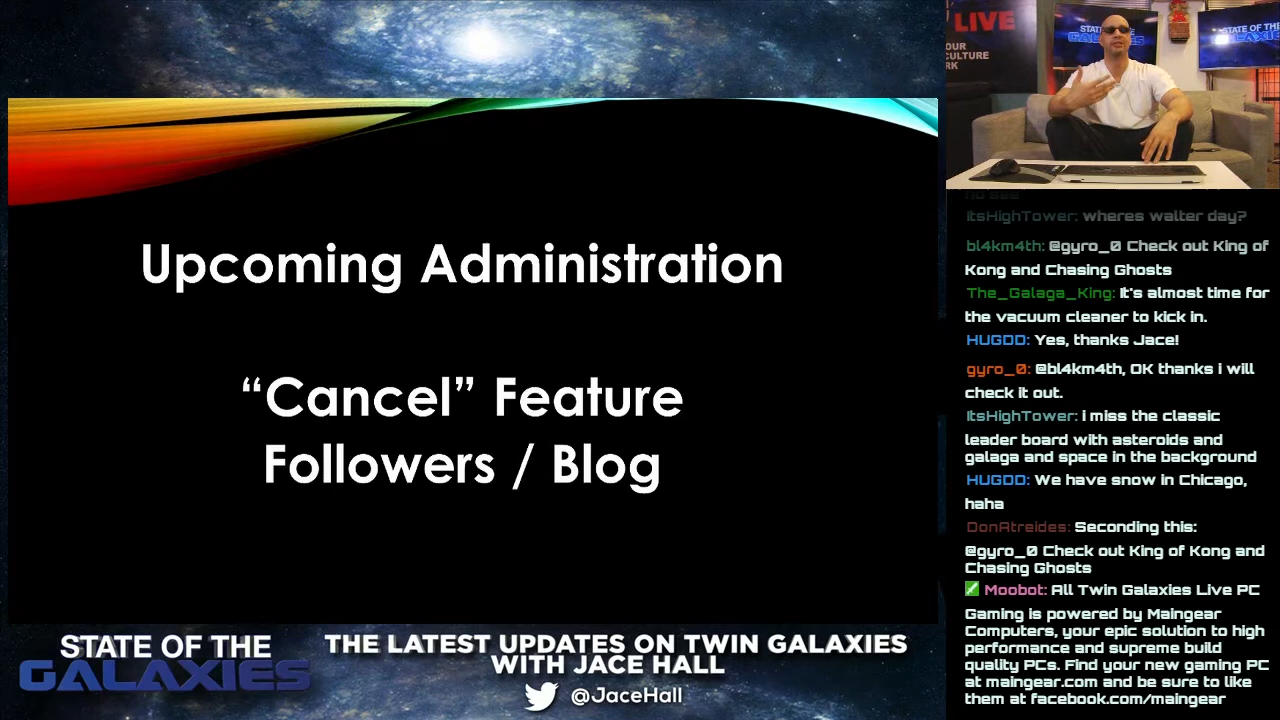 LIVE
OUR
CULTURE
RK
STATE OF THE
GALAXIES
STATE OF THE
Upcoming Administration
“Cancel” Feature
Followers / Blog
STATE OF THE
GALAXIES
THE LATEST UPDATES ON TWIN GALAXIES
WITH JACE HALL
@JaceHall
no see
ItsHighTower: wheres walter day?
bl4km4th: @gyro_0 Check out King of
Kong and Chasing Ghosts
The_Galaga_King: It's almost time for
the vacuum cleaner to kick in.
HUGDD: Yes, thanks Jace!
gyro_0: @bl4km4th, OK thanks i will
check it out.
ItsHighTower: i miss the classic
leader board with asteroids and
galaga and space in the background
HUGDD: We have snow in Chicago,
haha
DonAtreides: Seconding this:
@gyro_0 Check out King of Kong and
Chasing Ghosts
Moobot: All Twin Galaxies Live PC
Gaming is powered by Maingear
Computers, your epic solution to high
performance and supreme build
quality PCs. Find your new gaming PC
at maingear.com and be sure to like
them at facebook.com/maingear